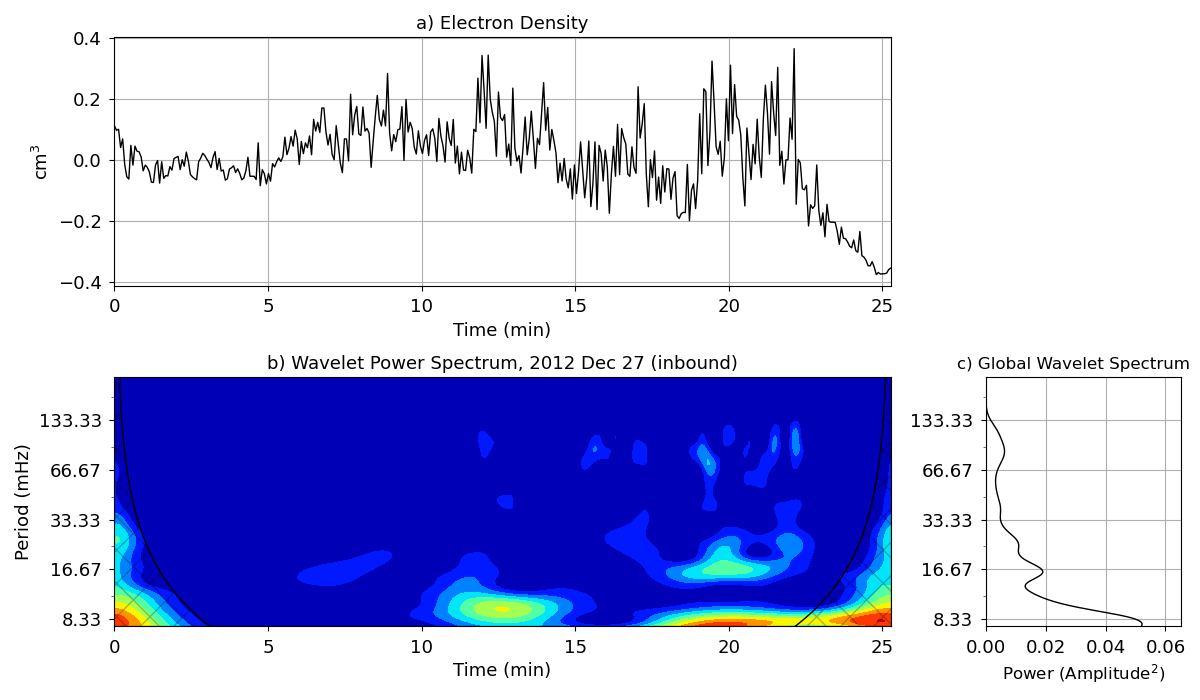 a) Electron Density
cm³
0.4
0.2
0.0
−0.2
−0.4
0 5 10 15 20 25
Time (min)
b) Wavelet Power Spectrum, 2012 Dec 27 (inbound)
Period (mHz)
133.33
66.67
33.33
16.67
8.33
0 5 10 15 20 25
Time (min)
c) Global Wavelet Spectrum
133.33
66.67
33.33
16.67
8.33
0.00 0.02 0.04 0.06
Power (Amplitude²)